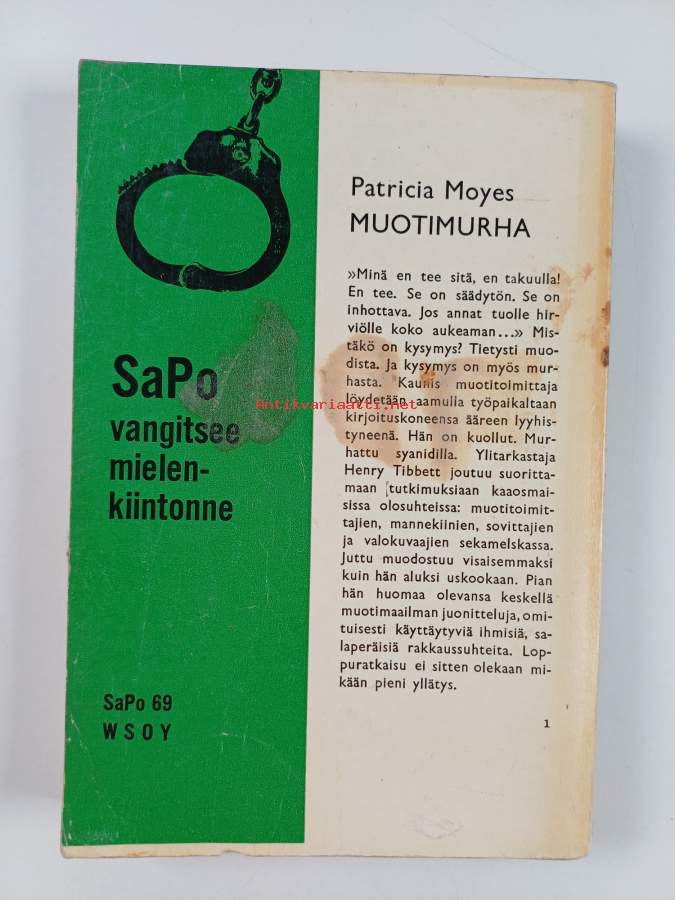 SaPo
vangitsee
mielen-
kiintonne
SaPo 69
WSOY
Patricia Moyes
MUOTIMURHA
»Minä en tee sitä, en takuulla!
En tee. Se on säädytön. Se on
inhottava. Jos annat tuolle hir-
viölle koko aukeaman...» Mis-
täkö on kysymys? Tietysti muo-
dista. Ja kysymys on myös mur-
hasta. Kaunis muotitoimittaja
löydetään aamulla työpaikaltaan
kirjoituskoneensa ääreen lyyhis-
tyneenä. Hän on kuollut. Mur-
hattu syanidilla. Ylitarkastaja
Henry Tibbett joutuu suoritta-
maan tutkimuksiaan kaaosmai-
sissa olosuhteissa: muotitoimit-
tajien, mannekiinien, sovittajien
ja valokuvaajien sekamelskassa.
Juttu muodostuu visaisemmaksi
kuin hän aluksi uskookaan. Pian
hän huomaa olevansa keskellä
muotimaailman juonitteluja, omi-
tuisesti käyttäytyviä ihmisiä, sa-
laperäisiä rakkaussuhteita. Lop-
puratkaisu ei sitten olekaan mi-
kään pieni yllätys.
1
Antikvariaatti.net